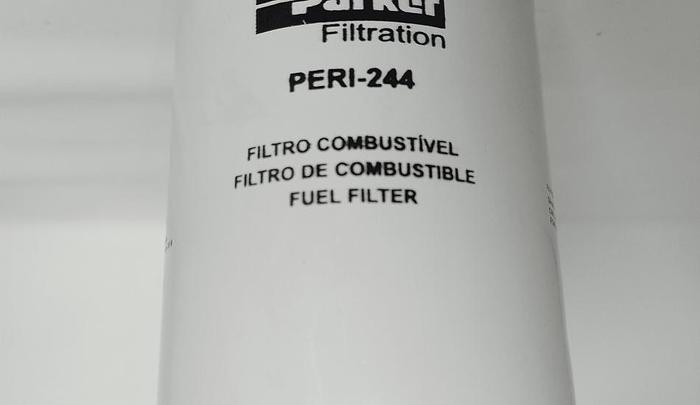 Parker
Filtration
PERI-244
FILTRO COMBUSTÍVEL
FILTRO DE COMBUSTIBLE
FUEL FILTER